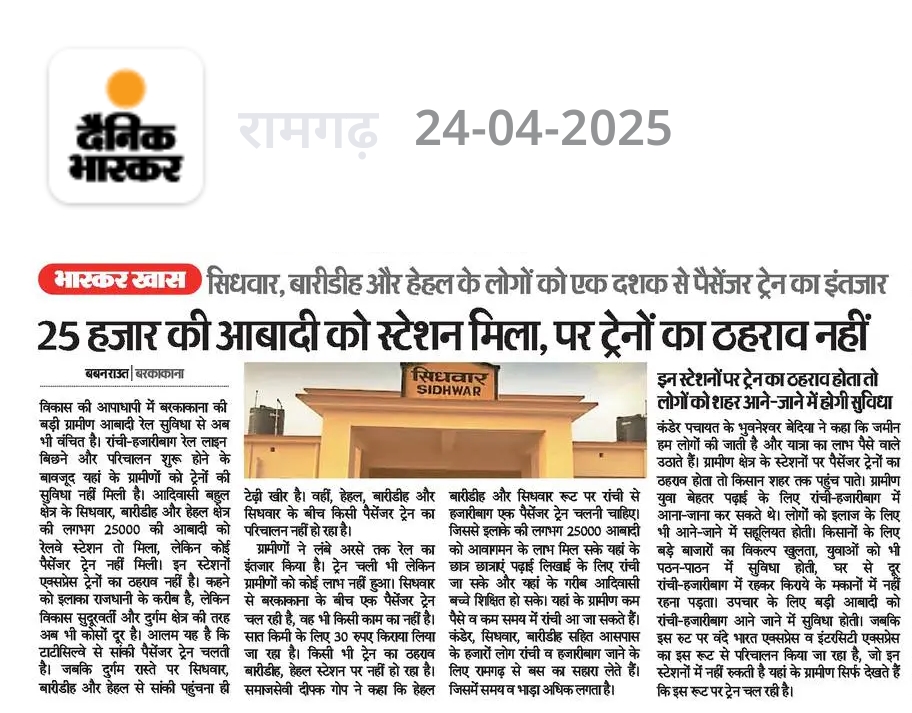 दैनिक
भास्कर
रामगढ़ 24-04-2025
भास्कर खास
सिधवार, बारीडीह और हेहल के लोगों को एक दशक से पैसेंजर ट्रेन का इंतजार
25 हजार की आबादी को स्टेशन मिला, पर ट्रेनों का ठहराव नहीं
बबनराउत | बरकाकाना
विकास की आपाधापी में बरकाकाना की
बड़ी ग्रामीण आबादी रेल सुविधा से अब
भी वंचित है। रांची-हजारीबाग रेल लाइन
बिछने और परिचालन शुरू होने के
बावजूद यहां के ग्रामीणों को ट्रेनों की
सुविधा नहीं मिली है। आदिवासी बहुल
क्षेत्र के सिधवार, बारीडीह और हेहल क्षेत्र
की लगभग 25000 की आबादी को
रेलवे स्टेशन तो मिला, लेकिन कोई
पैसेंजर ट्रेन नहीं मिली। इन स्टेशनों
एक्सप्रेस ट्रेनों का ठहराव नहीं है। कहने
को इलाका राजधानी के करीब है, लेकिन
विकास सुदूरवर्ती और दुर्गम क्षेत्र की तरह
अब भी कोसों दूर है। आलम यह है कि
टाटीसिल्वे से सांकी पैसेंजर ट्रेन चलती
है। जबकि दुर्गम रास्ते पर सिधवार,
बारीडीह और हेहल से सांकी पहुंचना ही
सिधवार
SIDHWAR
टेढ़ी खीर है। वहीं, हेहल, बारीडीह और
सिधवार के बीच किसी पैसेंजर ट्रेन का
परिचालन नहीं हो रहा है।
ग्रामीणों ने लंबे अरसे तक रेल का
इंतजार किया है। ट्रेन चली भी लेकिन
ग्रामीणों को कोई लाभ नहीं हुआ। सिधवार
से बरकाकाना के बीच एक पैसेंजर ट्रेन
चल रही है, वह भी किसी काम का नहीं है।
सात किमी के लिए 30 रुपए किराया लिया
जा रहा है। किसी भी ट्रेन का ठहराव
बारीडीह, हेहल स्टेशन पर नहीं हो रहा है।
समाजसेवी दीपक गोप ने कहा कि हेहल
बारीडीह और सिधवार रूट पर रांची से
हजारीबाग एक पैसेंजर ट्रेन चलनी चाहिए।
जिससे इलाके की लगभग 25000 आबादी
को आवागमन के लाभ मिल सके यहां के
छात्र छात्राएं पढ़ाई लिखाई के लिए रांची
जा सके और यहां के गरीब आदिवासी
बच्चे शिक्षित हो सके। यहां के ग्रामीण कम
पैसे व कम समय में रांची आ जा सकते हैं।
कंडेर, सिधवार, बारीडीह सहित आसपास
के हजारों लोग रांची व हजारीबाग जाने के
लिए रामगढ़ से बस का सहारा लेते हैं।
जिसमें समय व भाड़ा अधिक लगता है।
इन स्टेशनों पर ट्रेन का ठहराव होता तो
लोगों को शहर आने-जाने में होगी सुविधा
कंडेर पचायत के भुवनेश्वर बेदिया ने कहा कि जमीन
हम लोगों की जाती है और यात्रा का लाभ पैसे वाले
उठाते हैं। ग्रामीण क्षेत्र के स्टेशनों पर पैसेंजर ट्रेनों का
ठहराव होता तो किसान शहर तक पहुंच पाते। ग्रामीण
युवा बेहतर पढ़ाई के लिए रांची-हजारीबाग में
आना-जाना कर सकते थे। लोगों को इलाज के लिए
भी आने-जाने में सहूलियत होती। किसानों के लिए
बड़े बाजारों का विकल्प खुलता, युवाओं को भी
पठन-पाठन में सुविधा होती, घर से दूर
रांची-हजारीबाग में रहकर किराये के मकानों में नहीं
रहना पड़ता। उपचार के लिए बड़ी आबादी को
रांची-हजारीबाग आने जाने में सुविधा होती। जबकि
इस रुट पर वंदे भारत एक्सप्रेस व इंटरसिटी एक्सप्रेस
का इस रूट से परिचालन किया जा रहा है, जो इन
स्टेशनों में नहीं रुकती है यहां के ग्रामीण सिर्फ देखते हैं
कि इस रूट पर ट्रेन चल रही है।